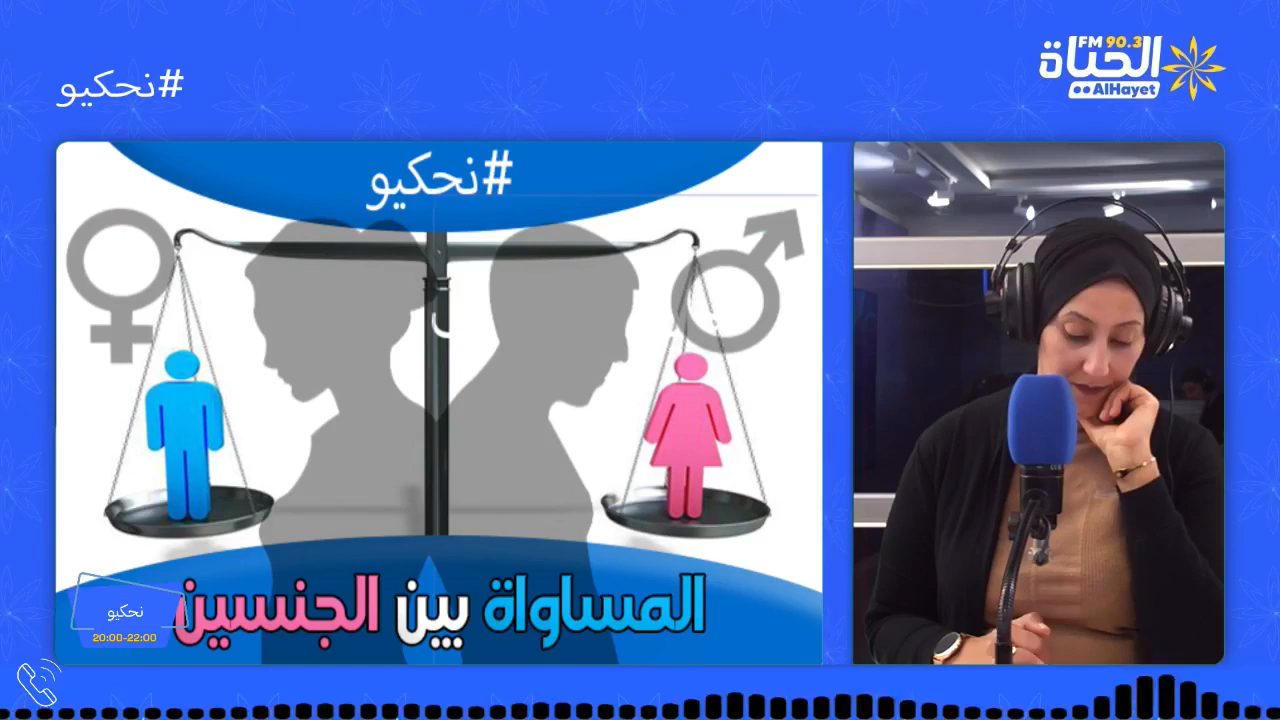 #نحكيو
FM 90.3
الحياة
AlHayet
#نحكيو
المساواة بين الجنسين
نحكيو
20:00-22:00